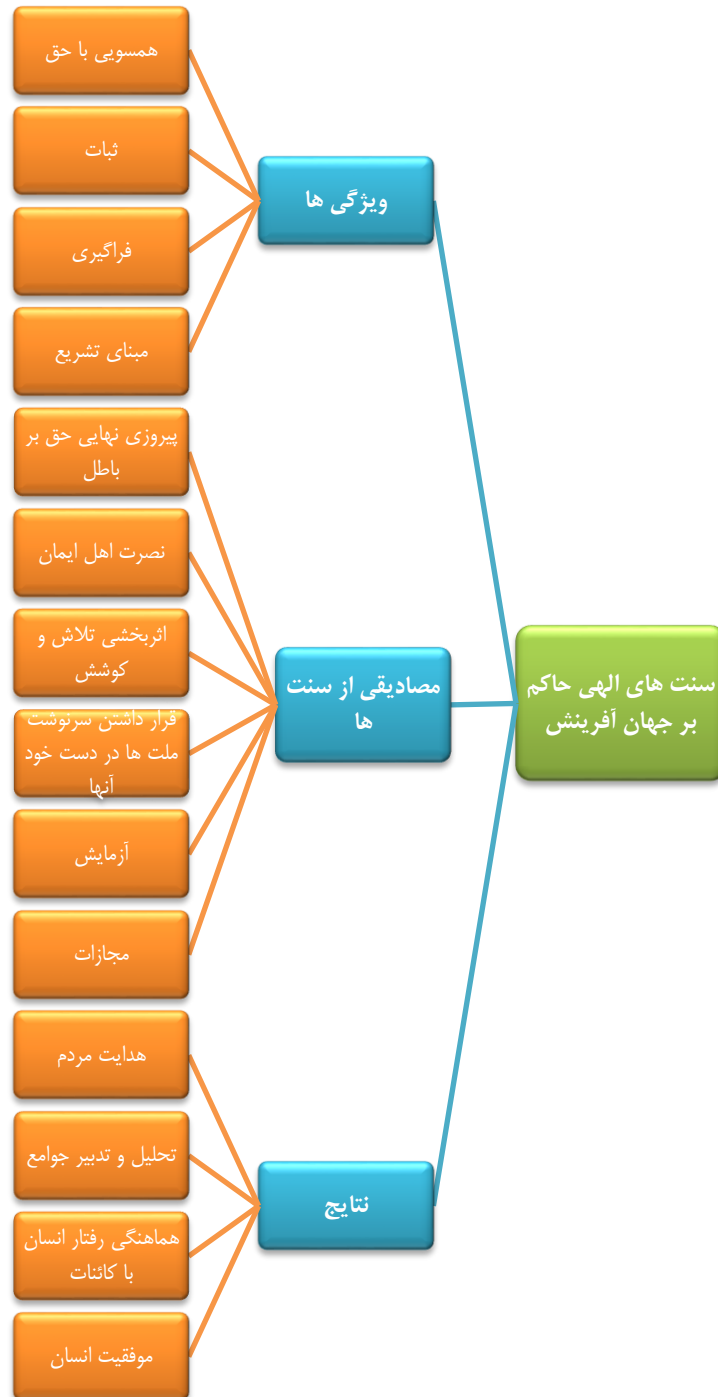 سنت های الهی حاکم
بر جهان آفرینش
ویژگی ها
همسویی با حق
ثبات
فراگیری
مبنای تشریع
مصادیقی از سنت
ها
پیروزی نهایی حق بر
باطل
نصرت اهل ایمان
اثربخشی تلاش و
کوشش
قرار داشتن سرنوشت
ملت ها در دست خود
آنها
آزمایش
مجازات
نتایج
هدایت مردم
تحلیل و تدبیر جوامع
هماهنگی رفتار انسان
با کائنات
موفقیت انسان